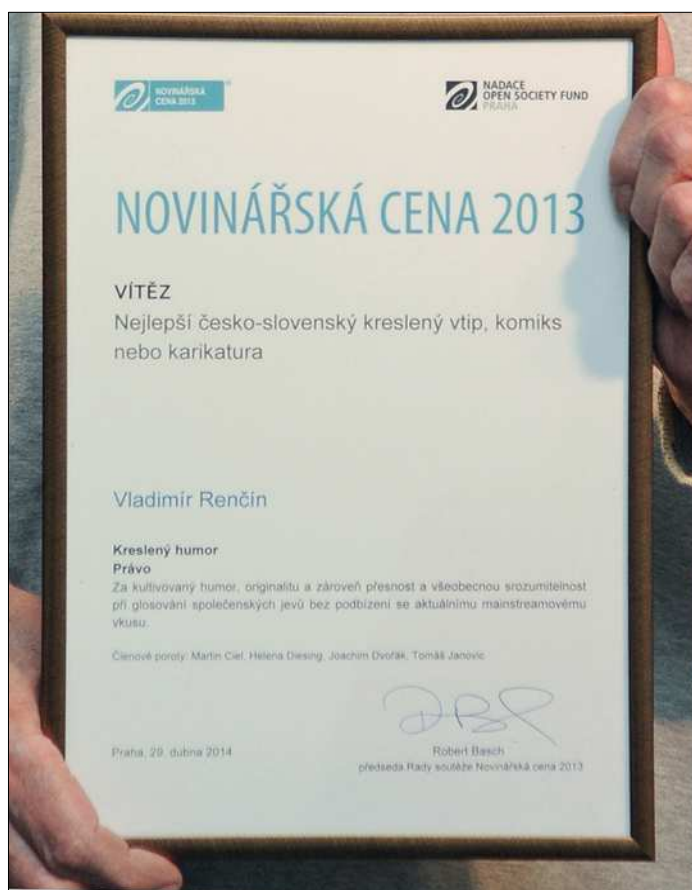 NOVINÁŘSKÁ
CENA 2013
NADACE
OPEN SOCIETY FUND
PRAHA
NOVINÁŘSKÁ CENA 2013
VÍTĚZ
Nejlepší česko-slovenský kreslený vtip, komiks
nebo karikatura
Vladimír Renčín
Kreslený humor
Právo
Za kultivovaný humor, originalitu a zároveň přesnost a všeobecnou srozumitelnost
při glosování společenských jevů bez podbízení se aktuálnímu mainstreamovému
vkusu.
Členové poroty: Martin Ciel, Helena Diesing, Joachim Dvořák, Tomáš Janovic
Praha, 29. dubna 2014
Robert Basch
předseda Rady soutěže Novinářská cena 2013